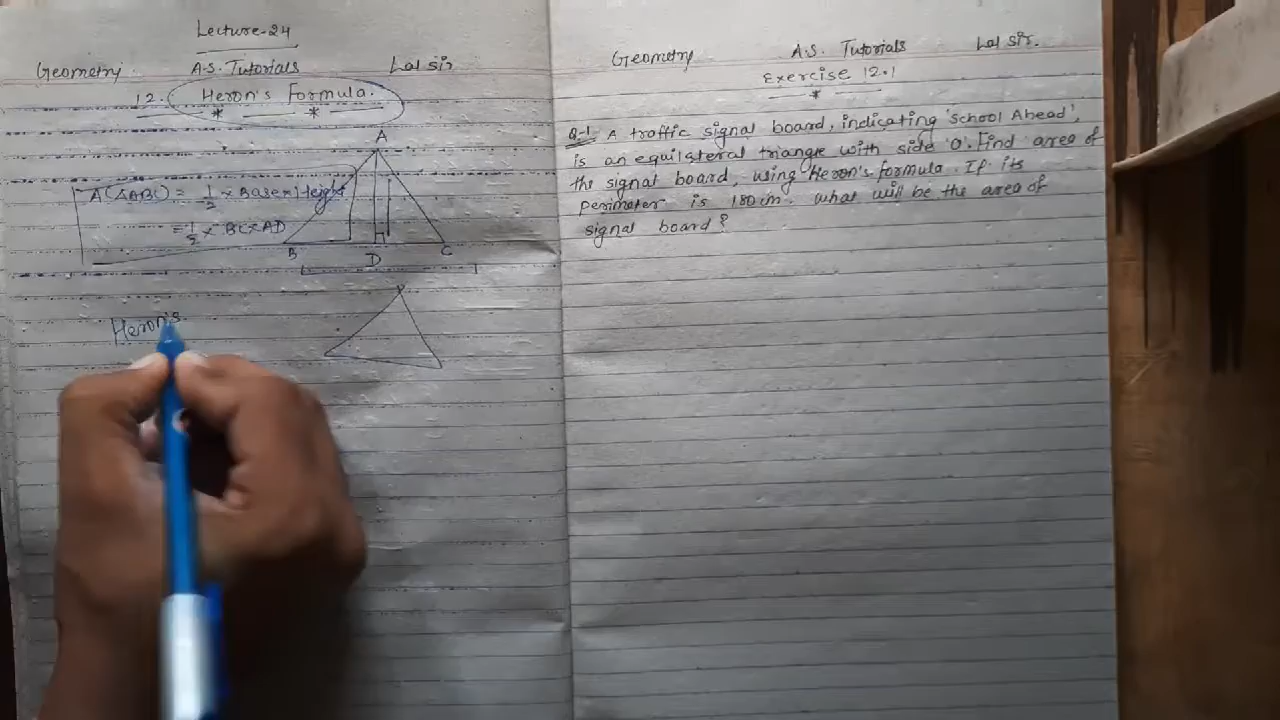 Lecture-24
Geometry A.S. Tutorials Lal sir
12. Heron's Formula.
A
A(ΔABC) = 1/2 × Base × Height
= 1/2 × BC × AD
B D C
Heron's
Geometry A.S. Tutorials Lal sir.
Exercise 12.1
Q-1. A traffic signal board, indicating 'School Ahead',
is an equilateral triangle with side 'a'. Find area of
the signal board, using Heron's formula. If its
perimeter is 180cm. what will be the area of
signal board?